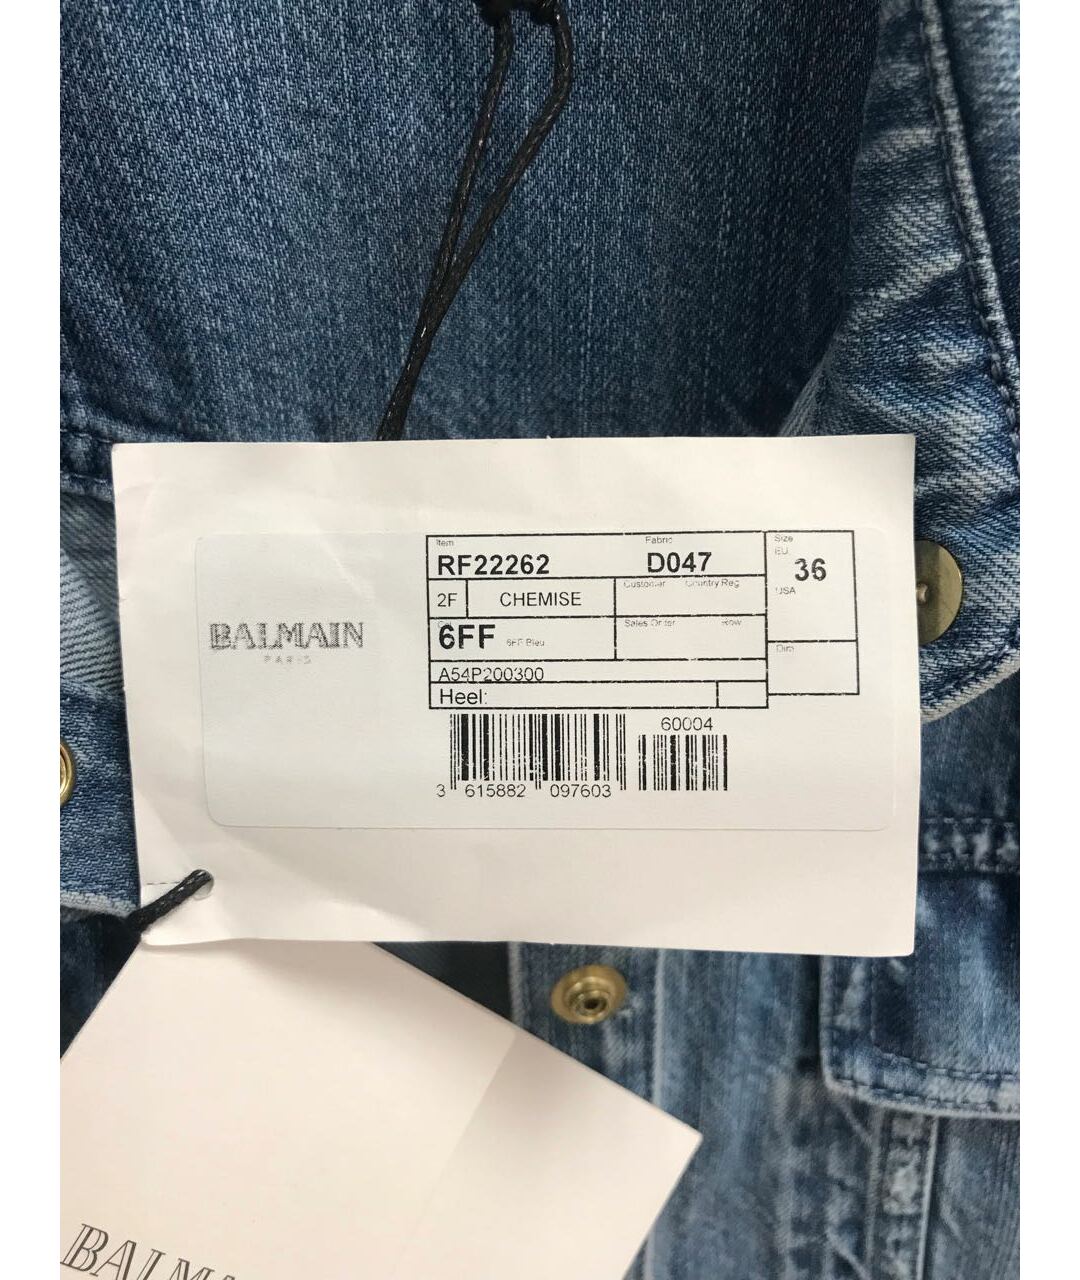 Item Fabric Size
RF22262 D047 EU 36
2F CHEMISE Customer Country Reg USA
6FF 6FF Bleu Sales Order Row
BALMAIN
PARIS
Dim
A54P200300
Heel:
60004
3 615882 097603
BALMA